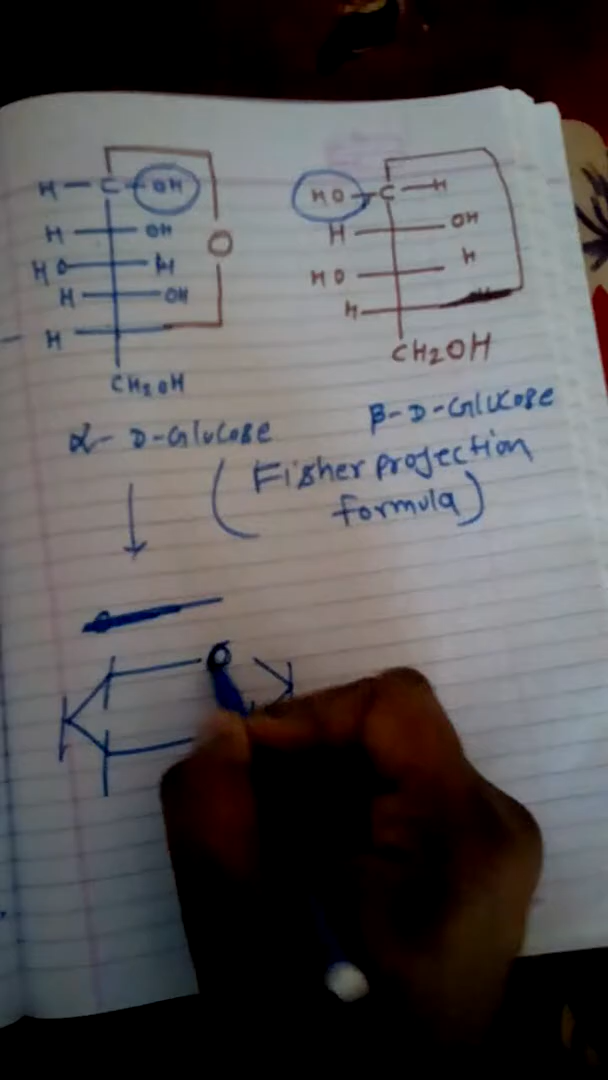 H-C-OH
H OH
HO H
H OH
O
H
CH2OH
α- D-Glucose
HO-C-H
H OH
HO H
H
CH2OH
β-D-Glucose
(Fisher projection
formula)
O